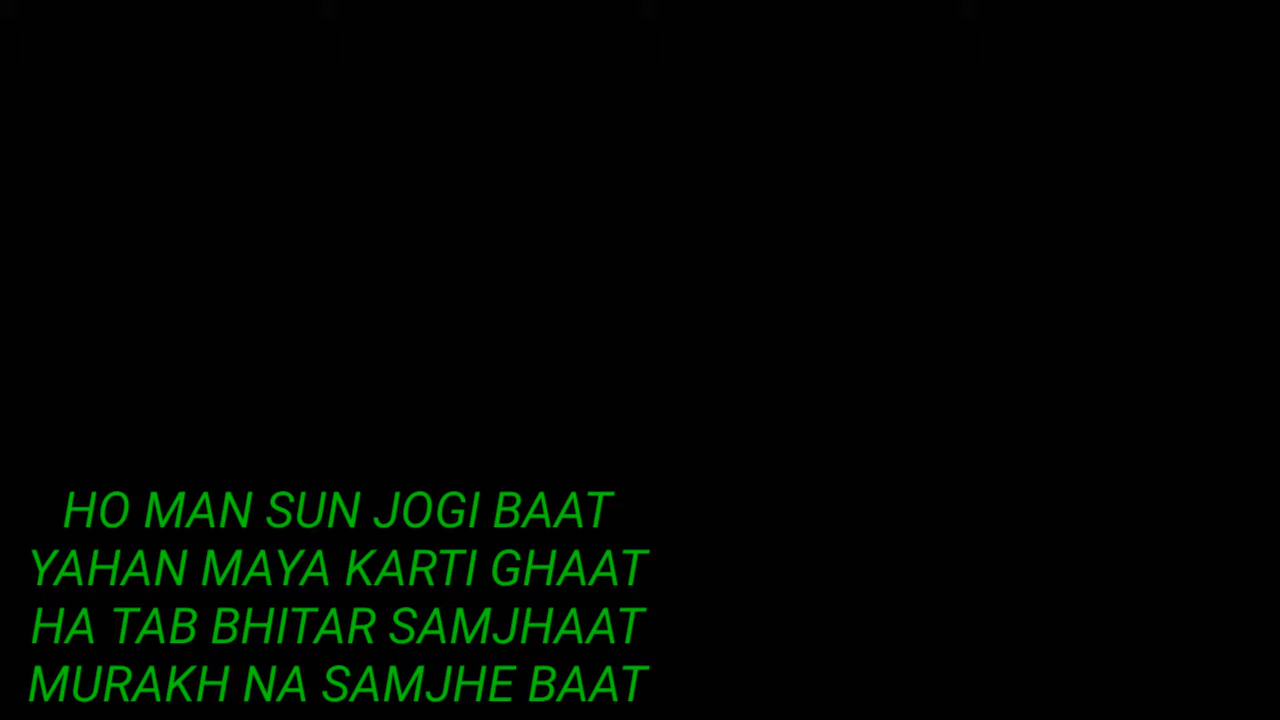 HO MAN SUN JOGI BAAT
YAHAN MAYA KARTI GHAAT
HA TAB BHITAR SAMJHAAT
MURAKH NA SAMJHE BAAT